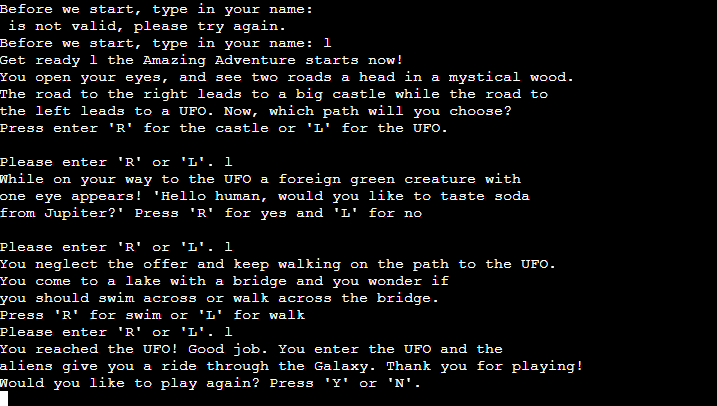 Before we start, type in your name:
 is not valid, please try again.
Before we start, type in your name: l
Get ready l the Amazing Adventure starts now!
You open your eyes, and see two roads a head in a mystical wood.
The road to the right leads to a big castle while the road to
the left leads to a UFO. Now, which path will you choose?
Press enter 'R' for the castle or 'L' for the UFO.

Please enter 'R' or 'L'. l
While on your way to the UFO a foreign green creature with
one eye appears! 'Hello human, would you like to taste soda
from Jupiter?' Press 'R' for yes and 'L' for no

Please enter 'R' or 'L'. l
You neglect the offer and keep walking on the path to the UFO.
You come to a lake with a bridge and you wonder if
you should swim across or walk across the bridge.
Press 'R' for swim or 'L' for walk
Please enter 'R' or 'L'. l
You reached the UFO! Good job. You enter the UFO and the
aliens give you a ride through the Galaxy. Thank you for playing!
Would you like to play again? Press 'Y' or 'N'.